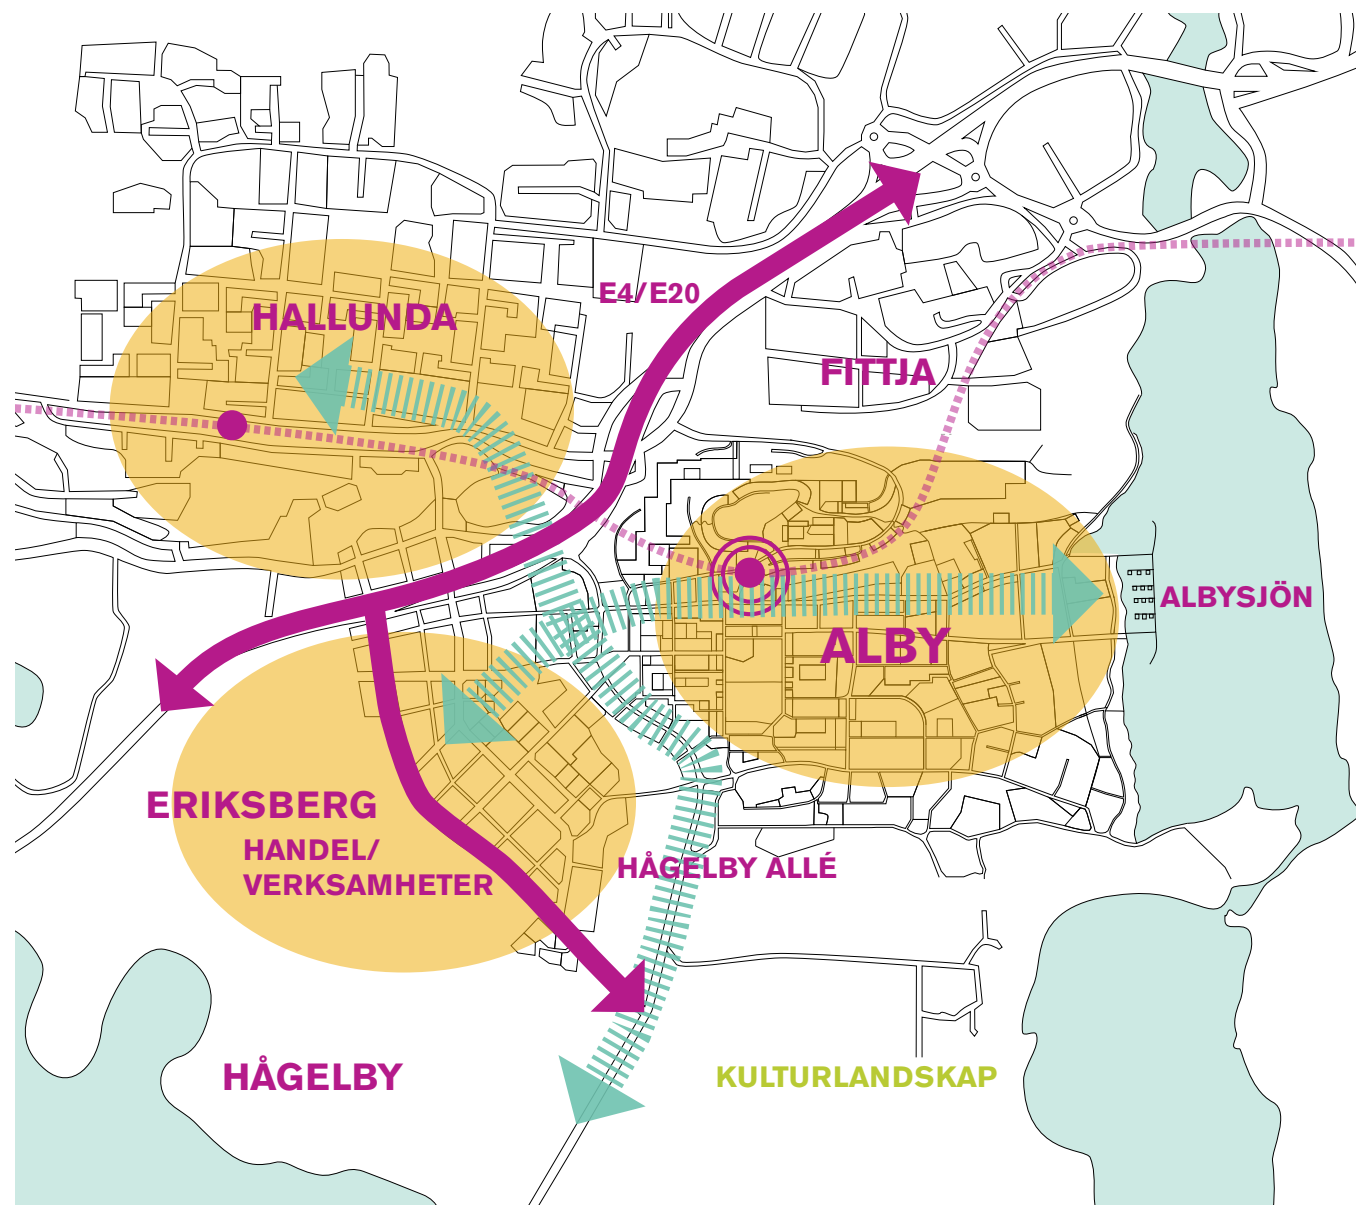 E4/E20
HALLUNDA
FITTJA
ALBYSJÖN
ALBY
ERIKSBERG
HANDEL/
VERKSAMHETER
HÅGELBY ALLÉ
HÅGELBY
KULTURLANDSKAP